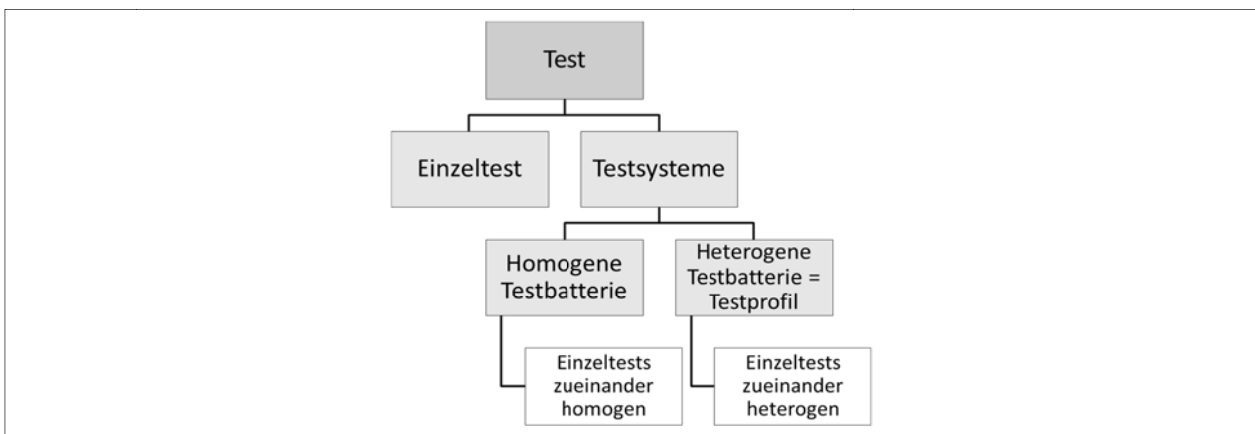 Test
Einzeltest
Testsysteme
Homogene
Testbatterie
Heterogene
Testbatterie =
Testprofil
Einzeltests
zueinander
homogen
Einzeltests
zueinander
heterogen